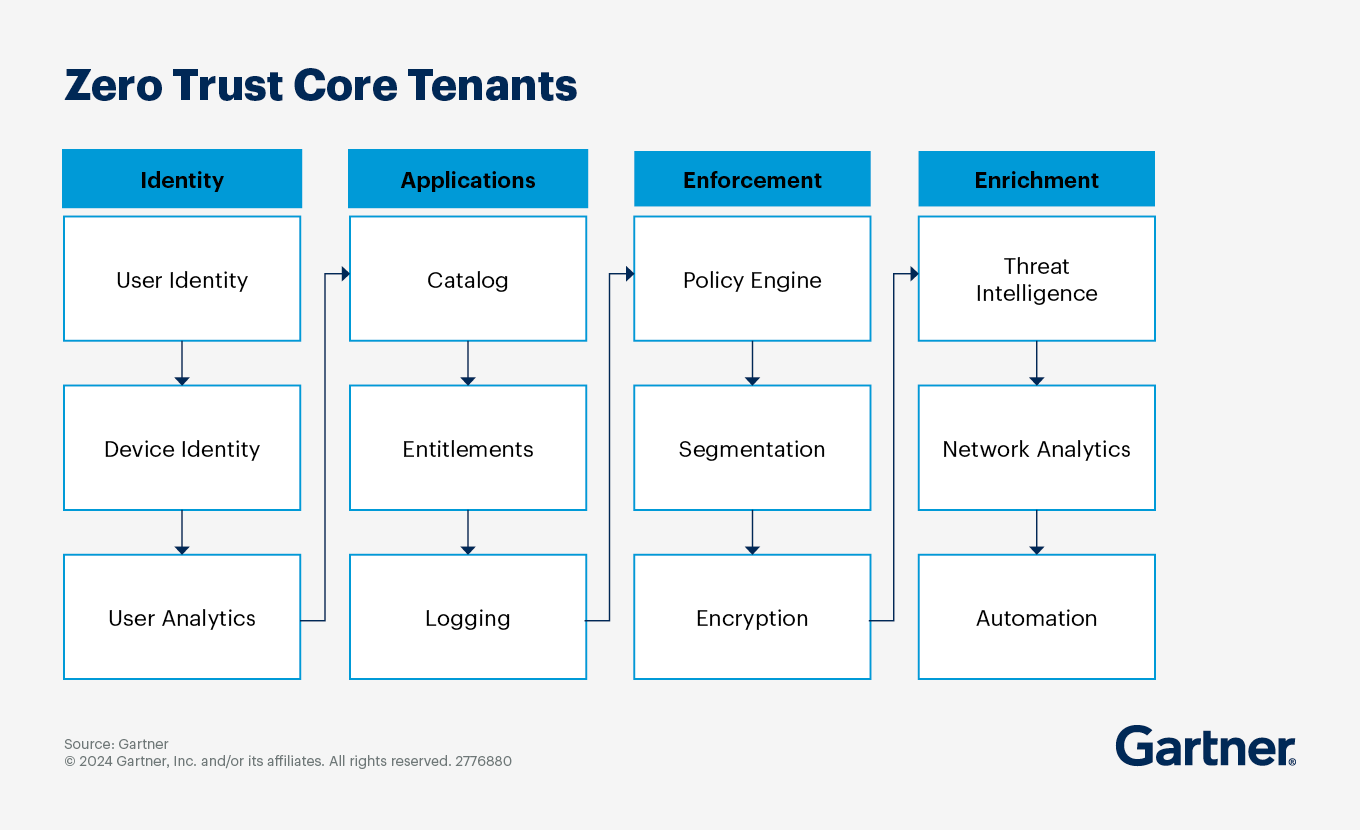 Zero Trust Core Tenants
Identity
Applications
Enforcement
Enrichment
User Identity
Catalog
Policy Engine
Threat
Intelligence
Device Identity
Entitlements
Segmentation
Network Analytics
User Analytics
Logging
Encryption
Automation
Source: Gartner
© 2024 Gartner, Inc. and/or its affiliates. All rights reserved. 2776880
Gartner®